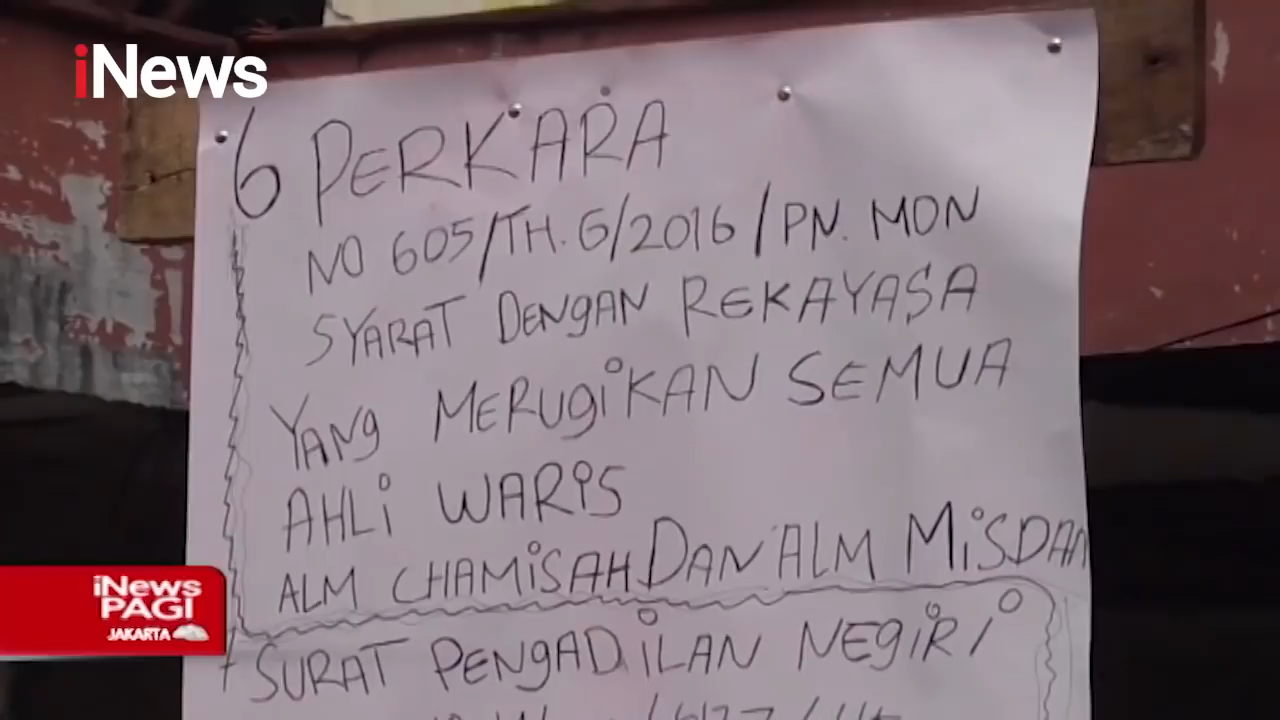 iNews
6 PERKARA
NO 605/TH.G/2016/PN. MON
SYARAT DENGAN REKAYASA
YANG MERUGIKAN SEMUA
AHLI WARIS
ALM CHAMISAH DAN ALM MISDAN
SURAT PENGADILAN NEGIRI
iNews
PAGI
JAKARTA